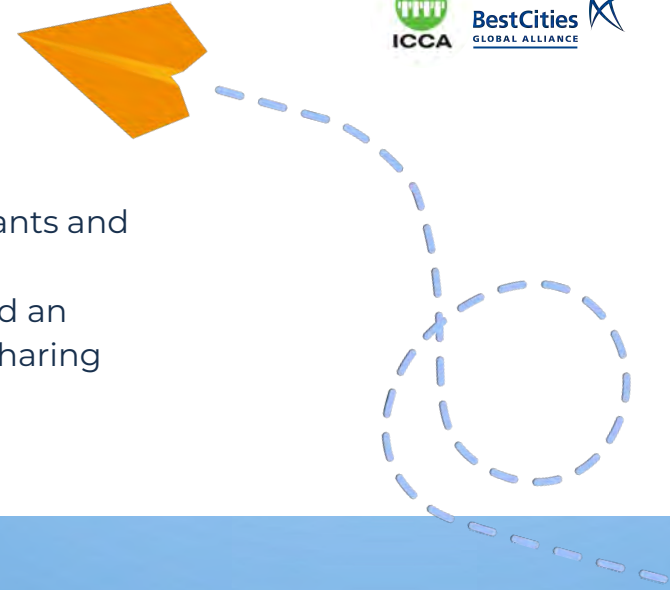 ICCA
BestCities
GLOBAL ALLIANCE
ants and
d an
haring